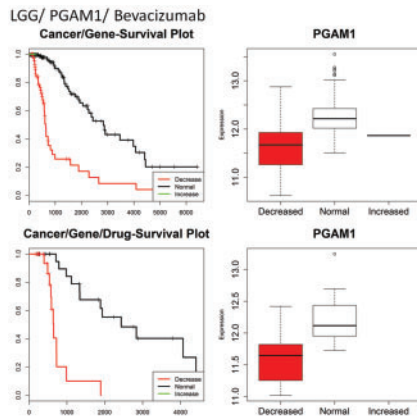 LGG/ PGAM1/ Bevacizumab
Cancer/Gene-Survival Plot
1.0
0.8
0.6
0.4
0.2
0.0
Decrease
Normal
Increase
0 1000 2000 3000 4000 5000 6000
PGAM1
Expression
13.0
12.0
11.0
Decreased Normal Increased
Cancer/Gene/Drug-Survival Plot
1.0
0.8
0.6
0.4
0.2
0.0
Decrease
Normal
Increase
0 1000 2000 3000 4000
PGAM1
Expression
13.0
12.5
12.0
11.5
11.0
Decreased Normal Increased